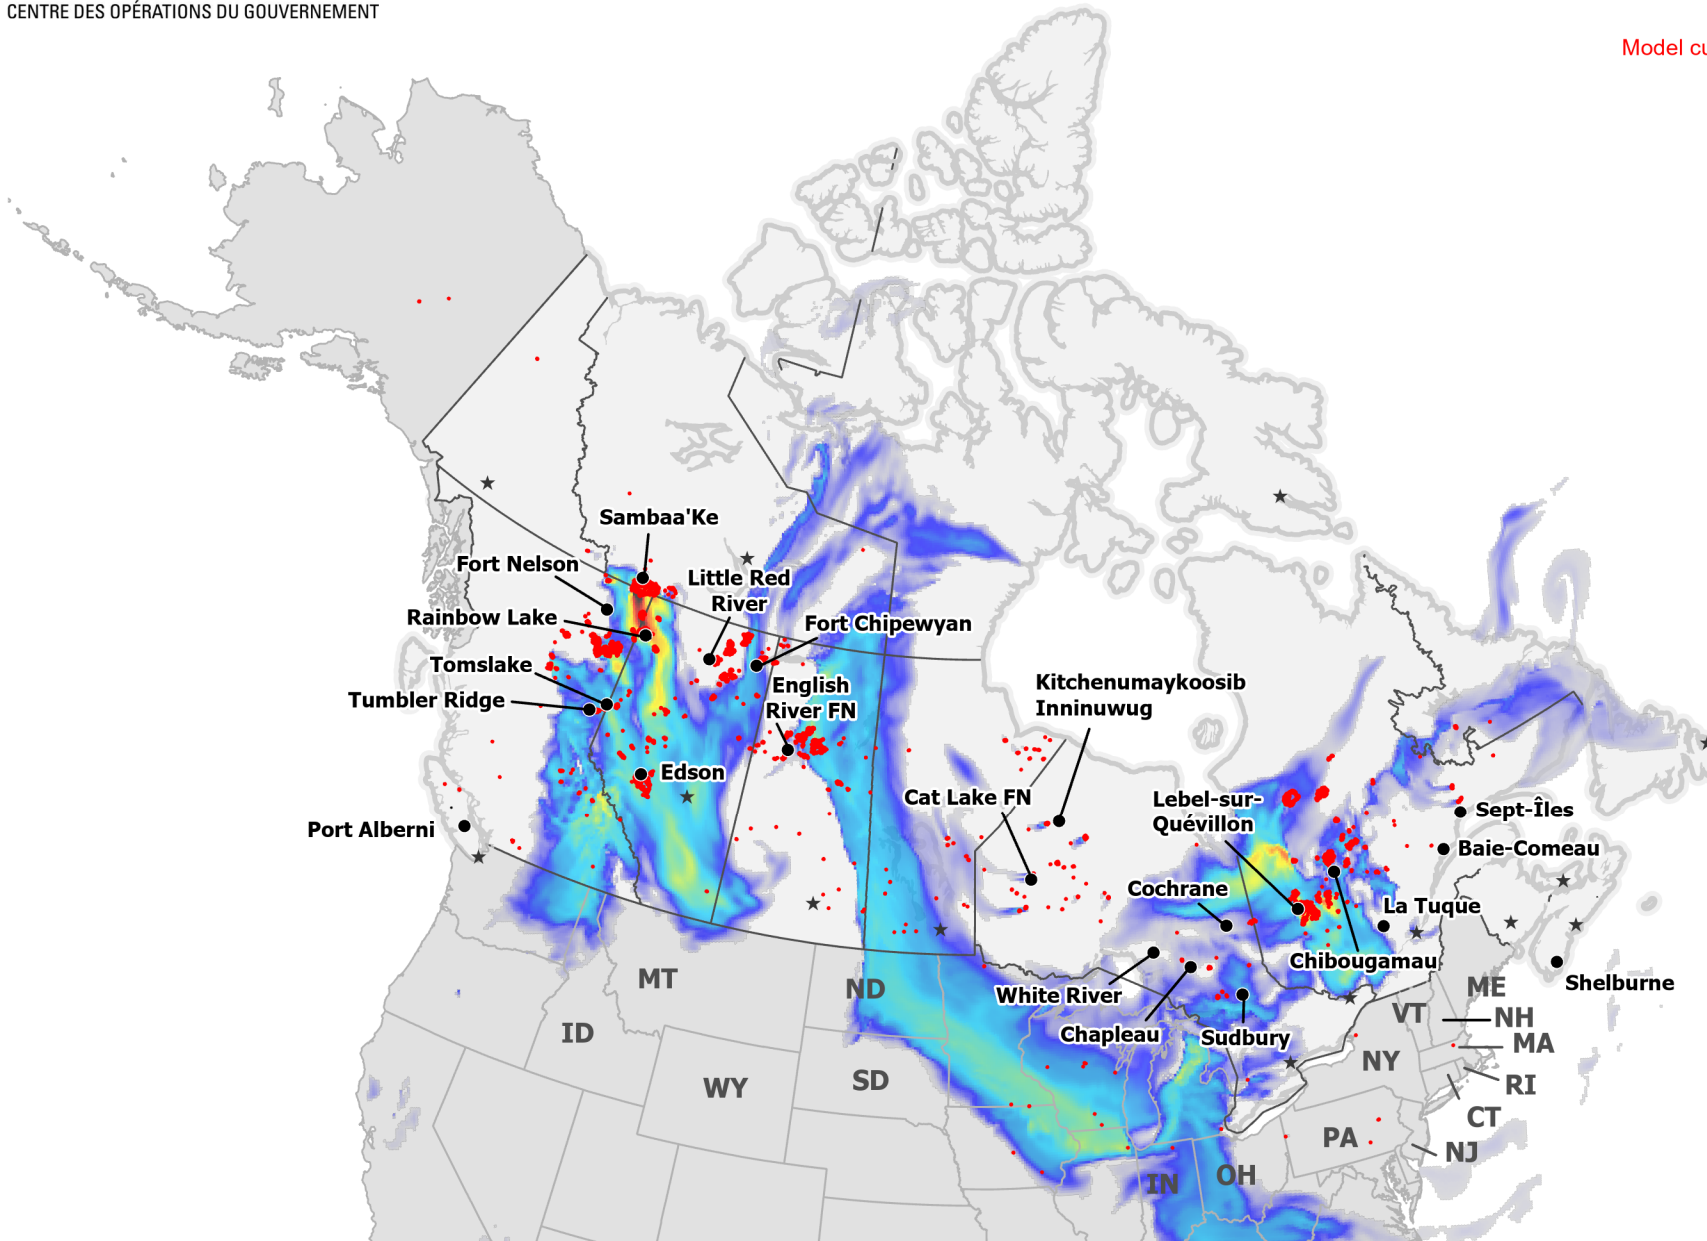 CENTRE DES OPÉRATIONS DU GOUVERNEMENT
Model cu
Sambaa'Ke
Fort Nelson
Little Red
River
Rainbow Lake
Fort Chipewyan
Tomslake
English
River FN
Tumbler Ridge
Kitchenumaykoosib
Inninuwug
Edson
Cat Lake FN
Lebel-sur-
Quévillon
Sept-Îles
Port Alberni
Baie-Comeau
Cochrane
La Tuque
Chibougamau
White River
Shelburne
Chapleau
Sudbury
MT
ND
ME
VT
NH
ID
MA
NY
SD
WY
RI
CT
PA
NJ
OH
IN